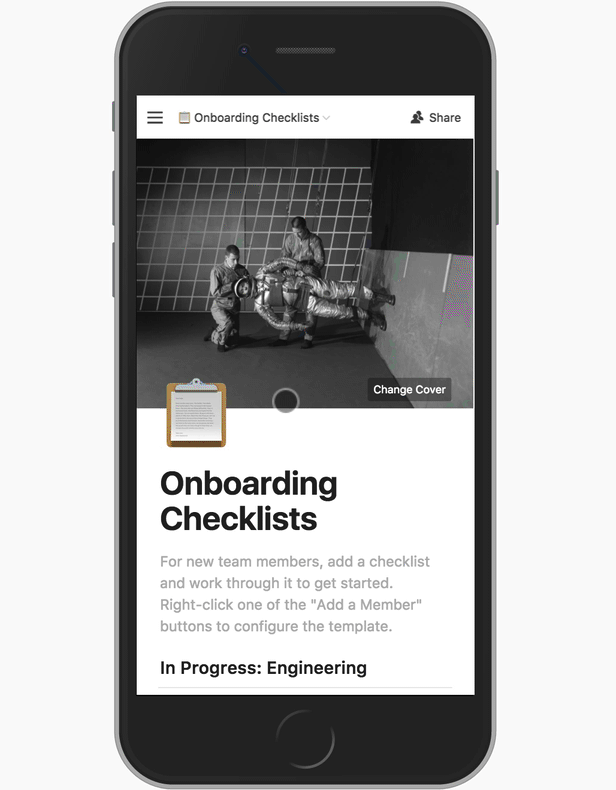 Onboarding Checklists
Share
Change Cover
Onboarding
Checklists
For new team members, add a checklist
and work through it to get started.
Right-click one of the "Add a Member"
buttons to configure the template.
In Progress: Engineering